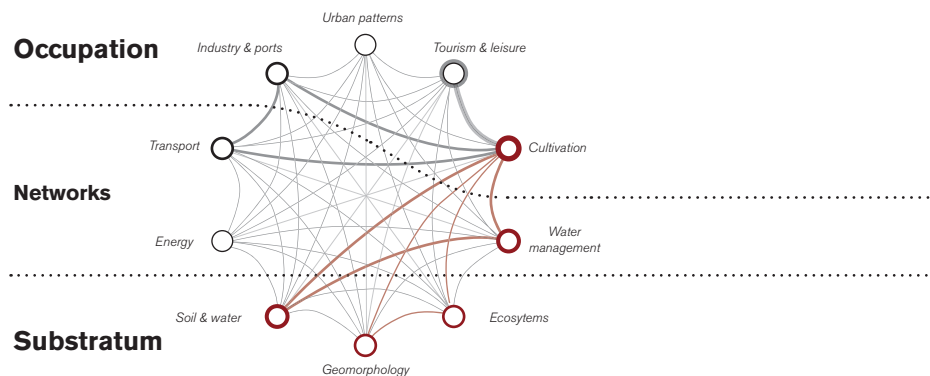 Urban patterns
Occupation
Industry & ports
Tourism & leisure
Transport
Cultivation
Networks
Energy
Water
management
Soil & water
Ecosytems
Substratum
Geomorphology